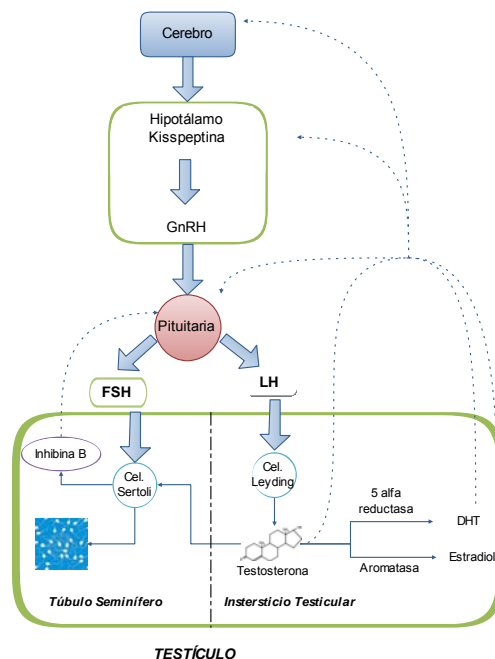 Cerebro
Hipotálamo
Kisspeptina
GnRH
Pituitaria
FSH
LH
Inhibina B
Cel.
Sertoli
Cel.
Leyding
5 alfa
reductasa
DHT
Testosterona
Aromatasa
Estradiol
Túbulo Seminífero
Instersticio Testicular
TESTÍCULO